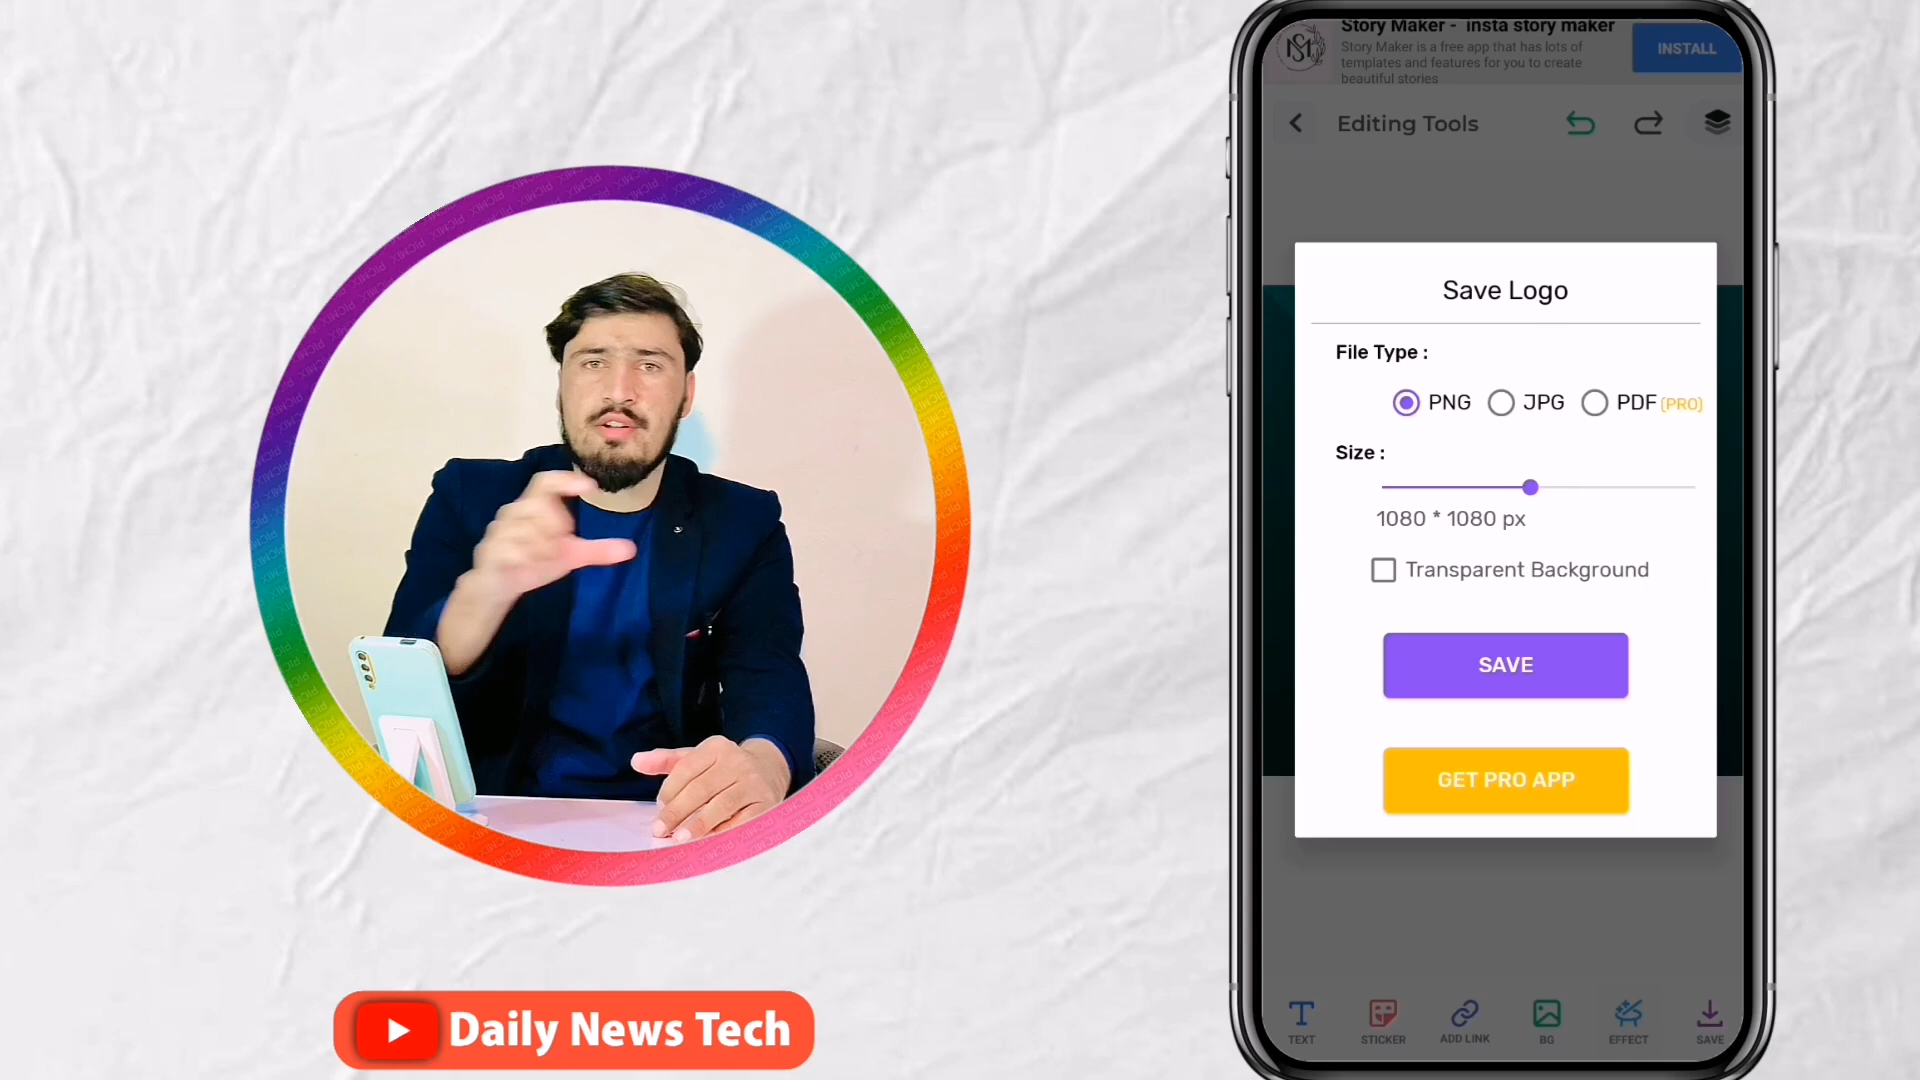 Story Maker - insta story maker
Story Maker is a free app that has lots of
templates and features for you to create
beautiful stories
INSTALL
Editing Tools
Save Logo
File Type :
PNG
JPG
PDF (PRO)
Size :
1080 * 1080 px
Transparent Background
SAVE
GET PRO APP
TEXT
STICKER
ADD LINK
BG
EFFECT
SAVE
Daily News Tech